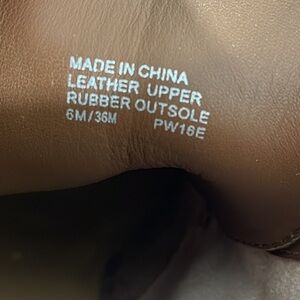 MADE IN CHINA
LEATHER UPPER
RUBBER OUTSOLE
6M/36M PW16E